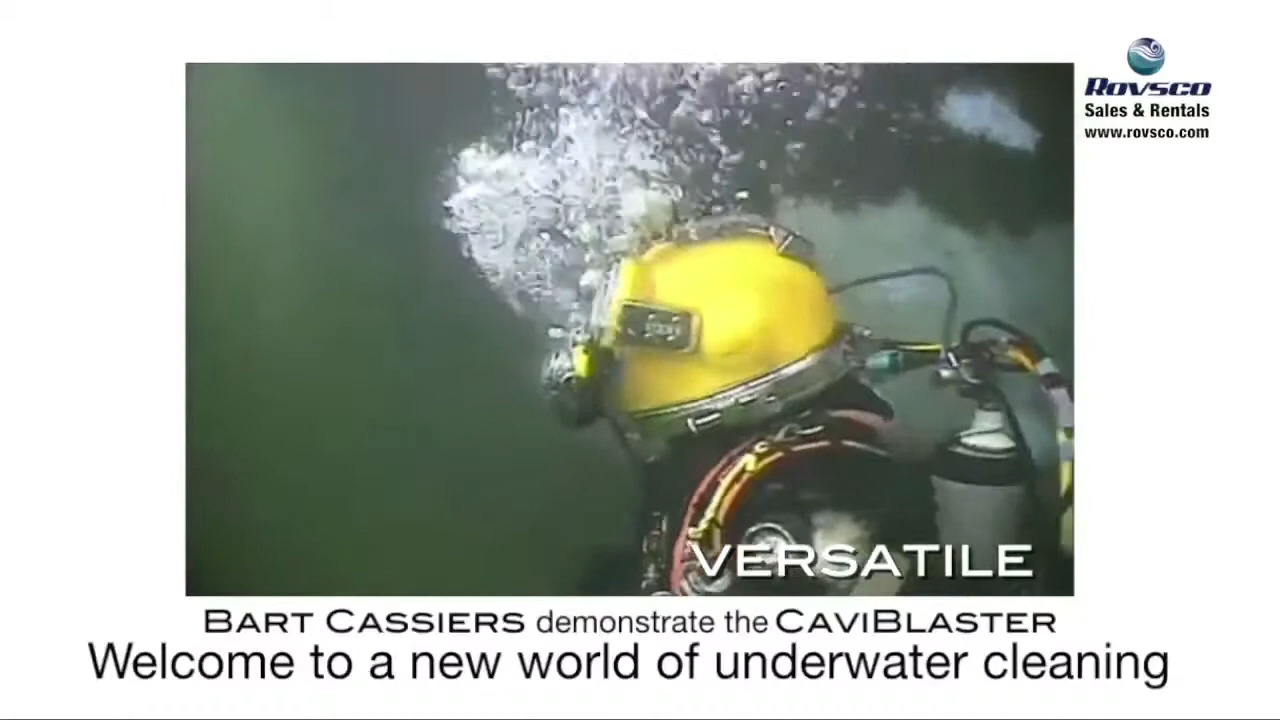 Rovsco
Sales & Rentals
www.rovsco.com
VERSATILE
BART CASSIERS demonstrate the CAVIBLASTER
Welcome to a new world of underwater cleaning